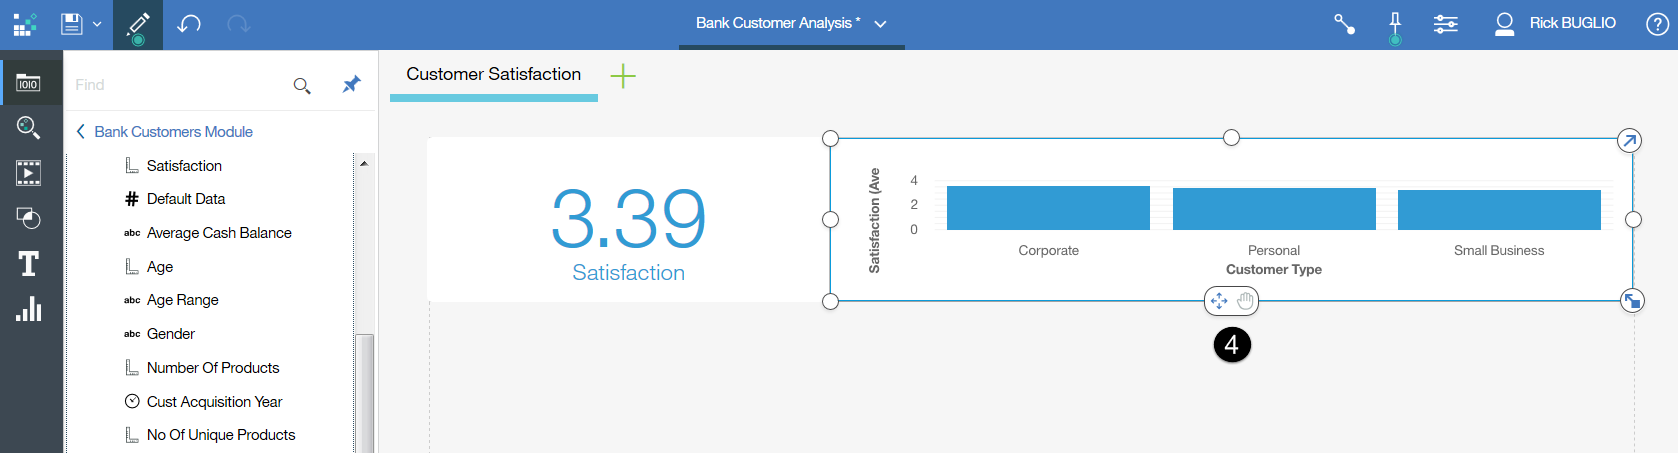 Bank Customer Analysis *
Rick BUGLIO
?
1010
Find
Customer Satisfaction
Bank Customers Module
Satisfaction
# Default Data
abc Average Cash Balance
Age
abc Age Range
abc Gender
Number Of Products
Cust Acquisition Year
No Of Unique Products
T
3.39
Satisfaction
Satisfaction (Ave
4
2
0
Corporate
Personal
Small Business
Customer Type
4